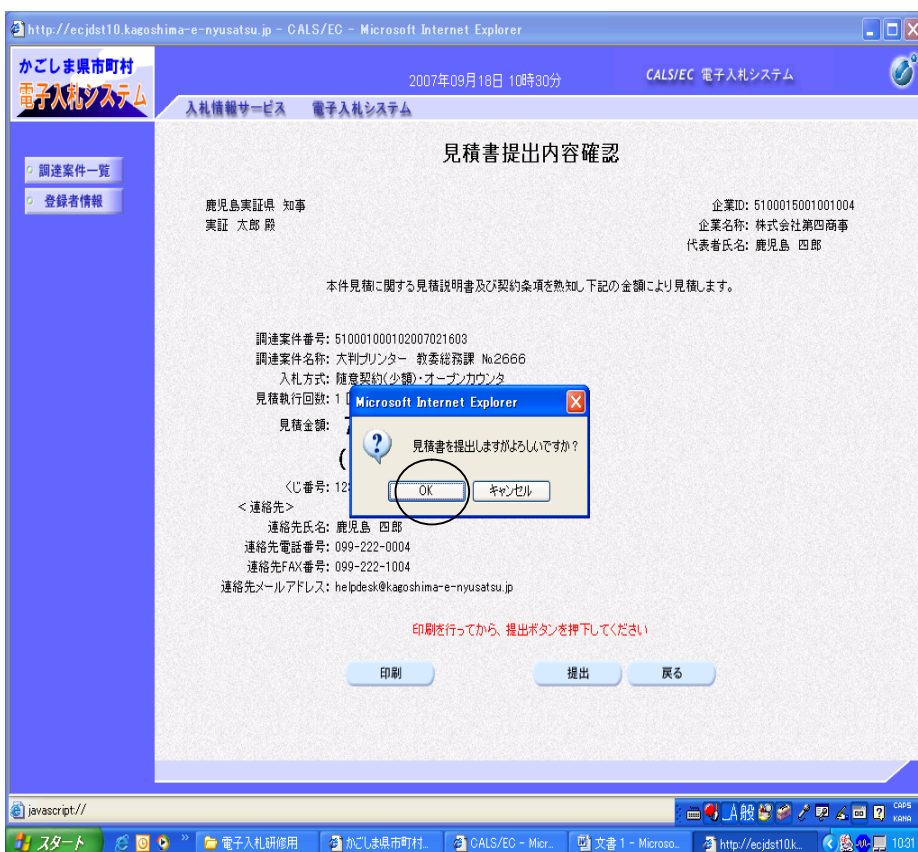 http://ecjdst10.kagoshima-e-nyusatsu.jp - CALS/EC - Microsoft Internet Explorer
かごしま県市町村
電子入札システム
2007年09月18日 10時30分
CALS/EC 電子入札システム
入札情報サービス 電子入札システム
調達案件一覧
登録者情報
見積書提出内容確認
鹿児島実証県 知事
実証 太郎 殿
企業ID: 5100015001001004
企業名称: 株式会社第四商事
代表者氏名: 鹿児島 四郎
本件見積に関する見積説明書及び契約条項を熟知し下記の金額により見積します。
調達案件番号: 510001000102007021603
調達案件名称: 大判プリンター 教委総務課 №2666
入札方式: 随意契約(少額)・オープンカウンタ
見積執行回数: 1
見積金額:
(
くじ番号: 12
Microsoft Internet Explorer
見積書を提出しますがよろしいですか?
OK キャンセル
<連絡先>
連絡先氏名: 鹿児島 四郎
連絡先電話番号: 099-222-0004
連絡先FAX番号: 099-222-1004
連絡先メールアドレス: helpdesk@kagoshima-e-nyusatsu.jp
印刷を行ってから、提出ボタンを押下してください
印刷 提出 戻る
javascript://
A般 CAPS
KANA
スタート 電子入札研修用 かごしま県市町村... CALS/EC - Micr... 文書 1 - Microso... http://ecjdst10.k... 10:31